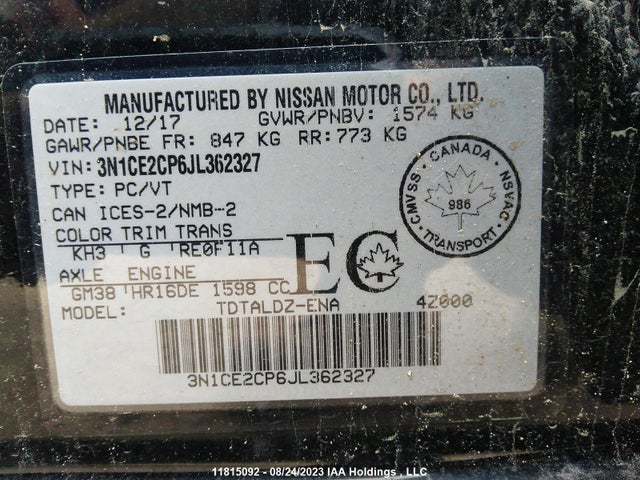 MANUFACTURED BY NISSAN MOTOR CO., LTD.
DATE: 12/17 GVWR/PNBV: 1574 KG
GAWR/PNBE FR: 847 KG RR: 773 KG
VIN: 3N1CE2CP6JL362327
TYPE: PC/VT
CAN ICES-2/NMB-2
COLOR TRIM TRANS
KH3 G RE0F11A
AXLE ENGINE
GM38 HR16DE 1598 CC
MODEL: TDTALDZ-ENA 4Z000
EC
CANADA
CMVSS NSVAC
986
TRANSPORT
3N1CE2CP6JL362327
11815092 - 08/24/2023 IAA Holdings , LLC